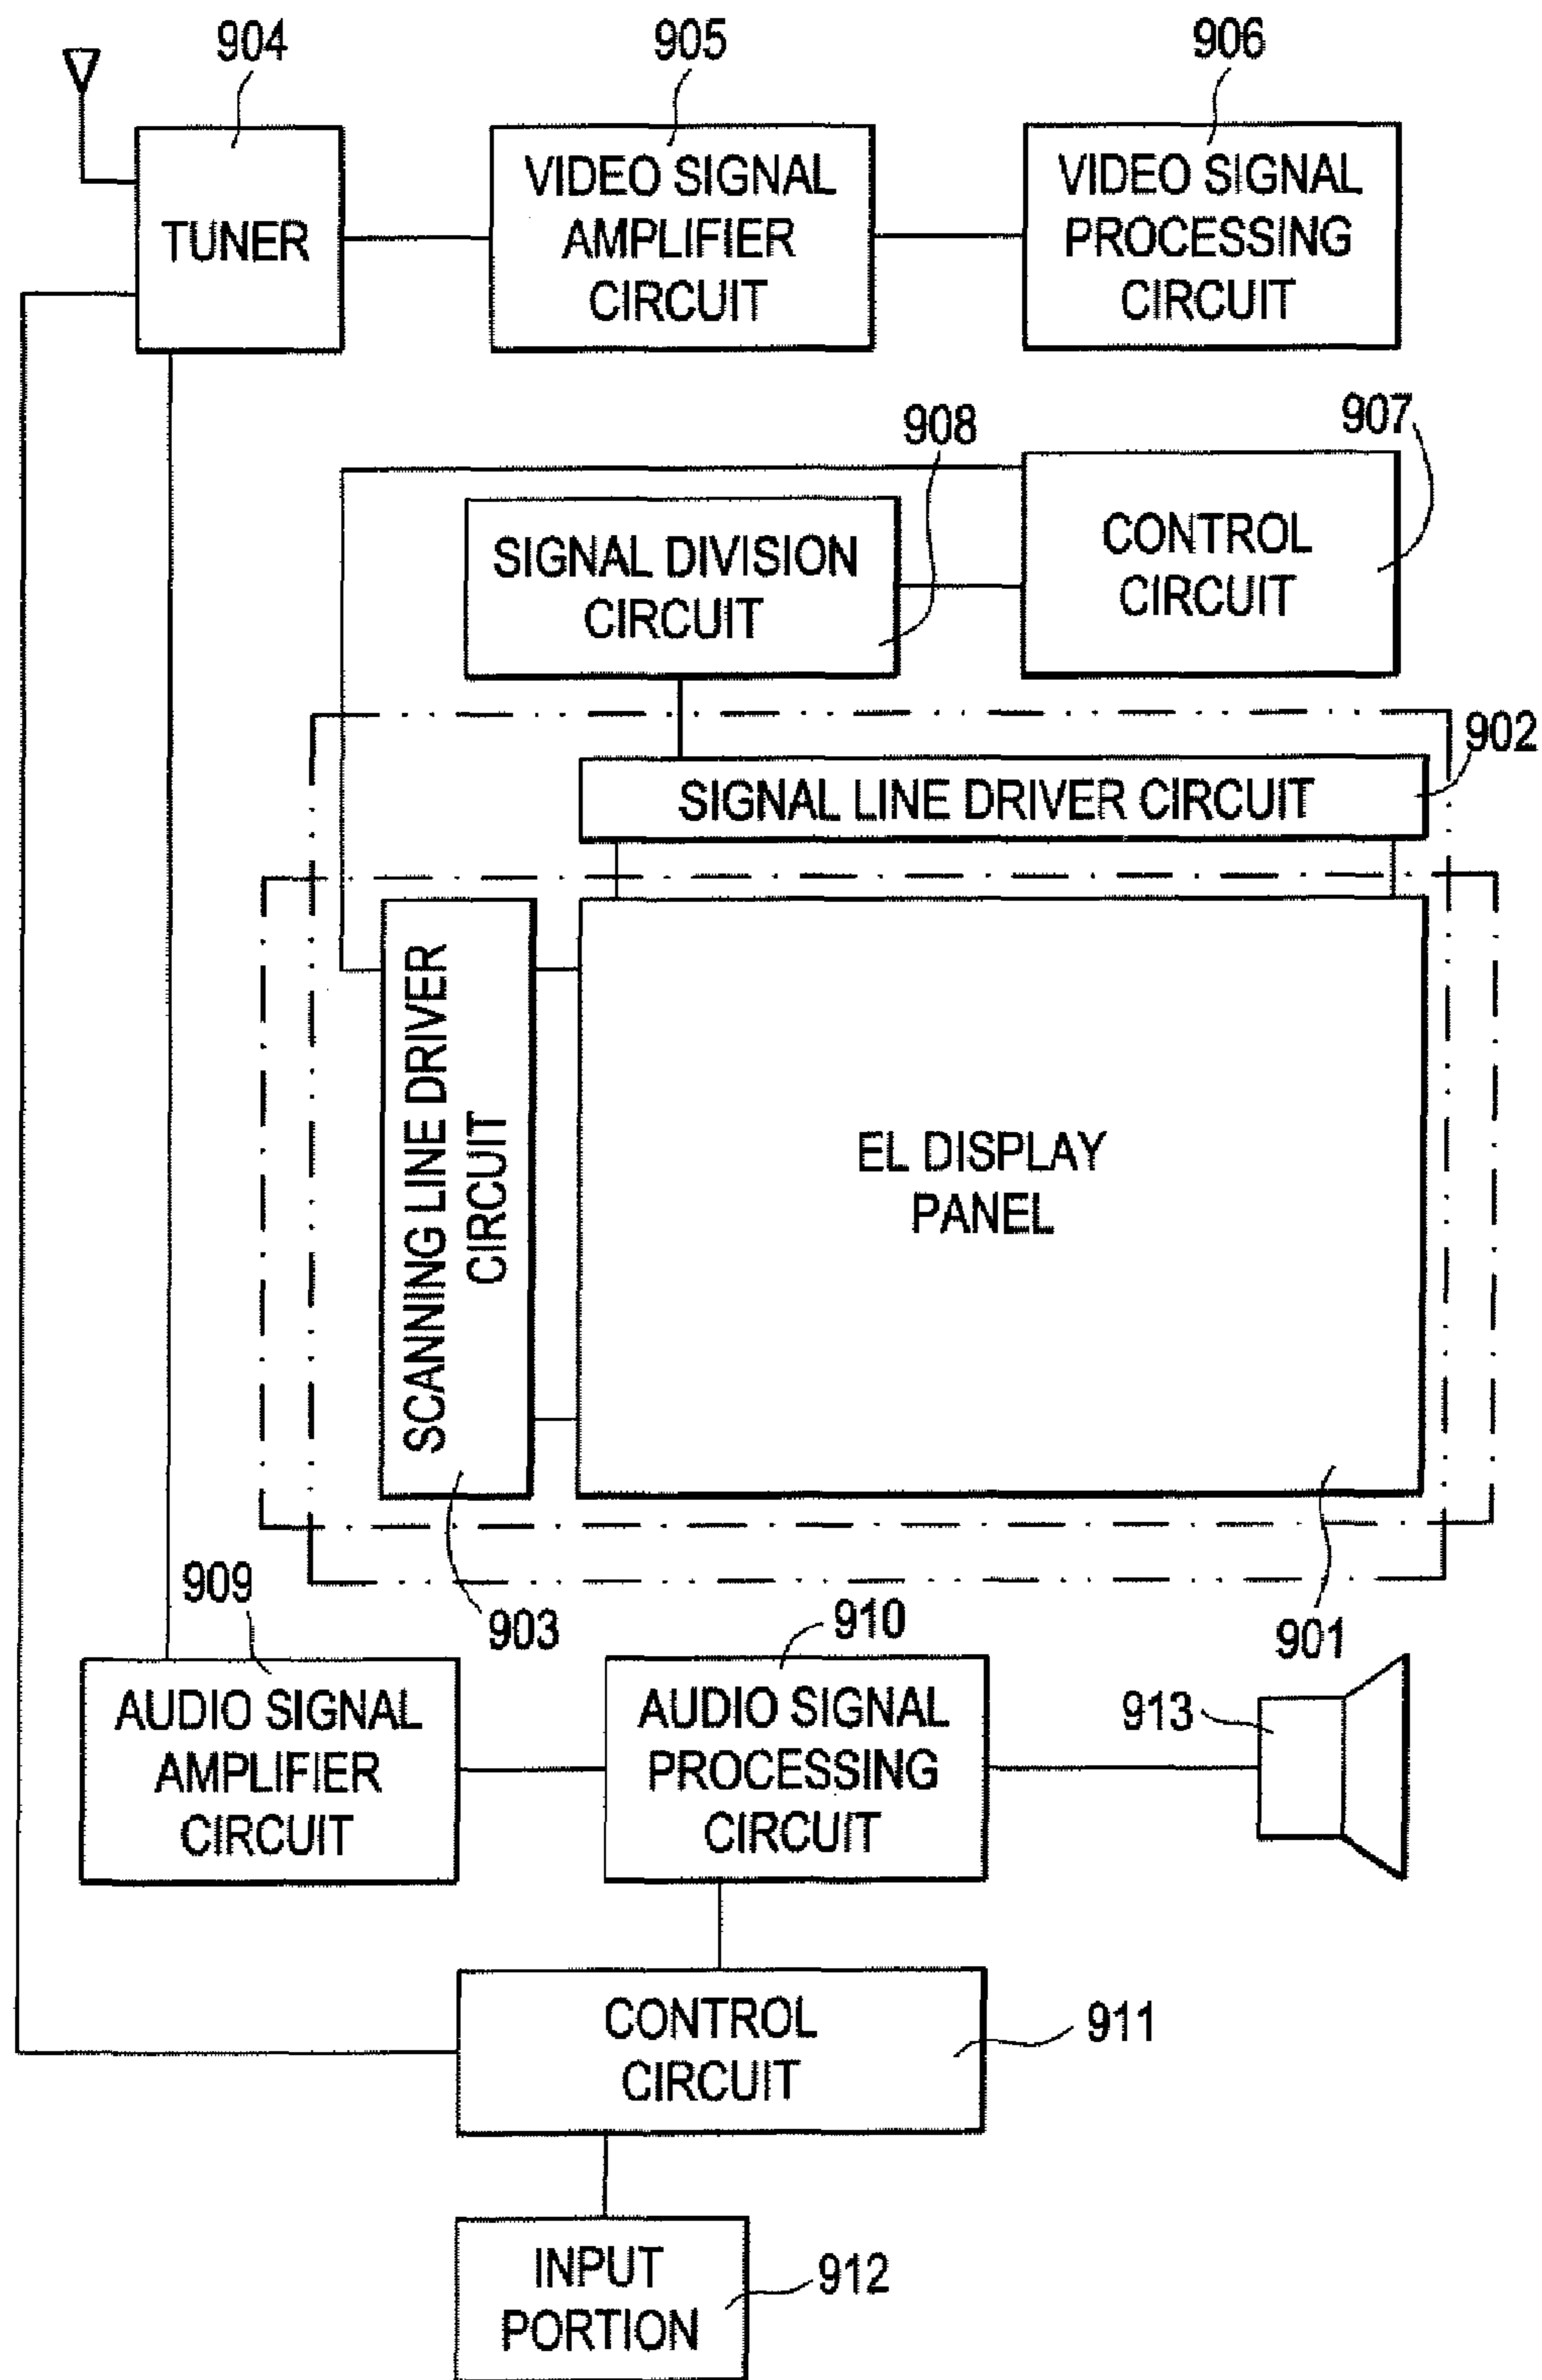 904
905
906
TUNER
VIDEO SIGNAL
AMPLIFIER
CIRCUIT
VIDEO SIGNAL
PROCESSING
CIRCUIT
908
907
SIGNAL DIVISION
CIRCUIT
CONTROL
CIRCUIT
902
SIGNAL LINE DRIVER CIRCUIT
SCANNING LINE DRIVER
CIRCUIT
EL DISPLAY
PANEL
909
903
910
901
AUDIO SIGNAL
AMPLIFIER
CIRCUIT
AUDIO SIGNAL
PROCESSING
CIRCUIT
913
CONTROL
CIRCUIT
911
INPUT
PORTION
912